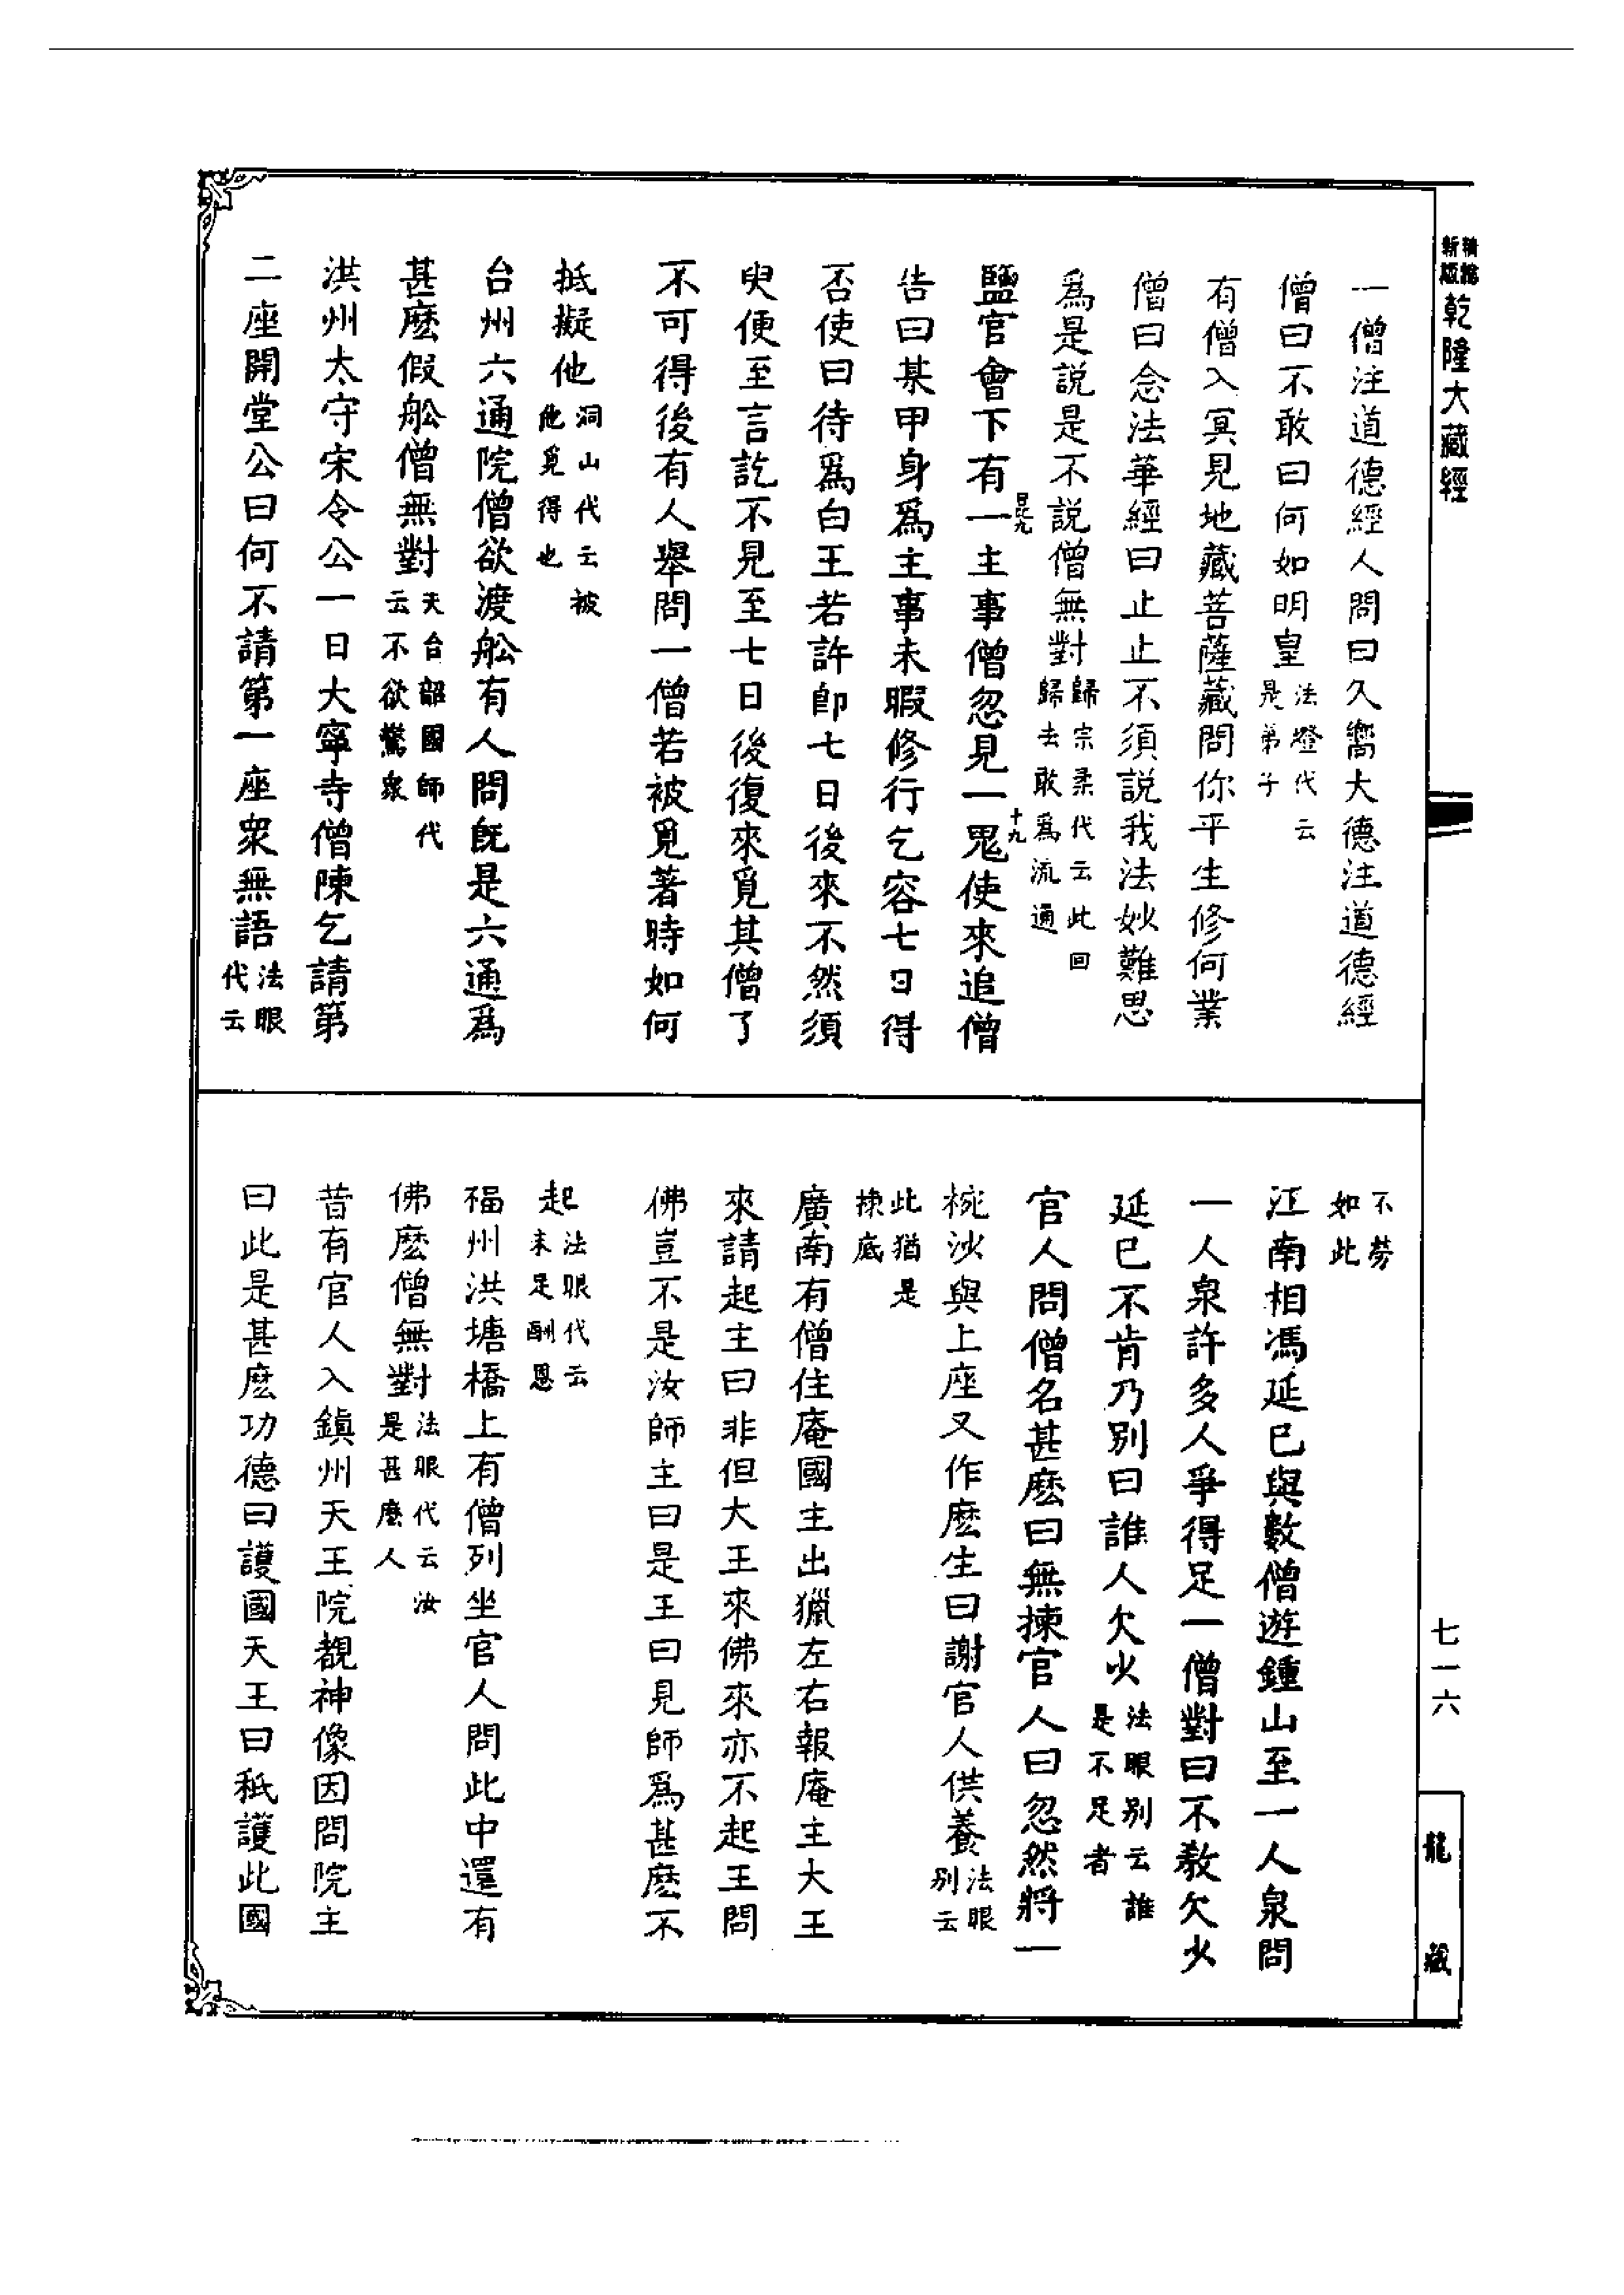 新版精縮乾隆大藏經
一僧注道德經人問曰久嚮大德注道德經
僧曰不敢曰何如明皇法燈代云是弟子
有僧入冥見地藏菩薩藏問你平生修何業
僧曰念法華經曰止止不須説我法妙難思
爲是説是不説僧無對歸宗柔代云此回歸去敢爲流通
鹽官會下有一主事僧忽見一鬼使來追僧
十九
告曰某甲身爲主事未暇修行乞容七日得
否使曰待爲白王若許即七日後來不然須
臾便至言訖不見至七日後復來覓其僧了
不可得後有人舉問一僧若被覓著時如何
抵擬他洞山代云被他覓得也
台州六通院僧欲渡舩有人問既是六通爲
甚麽假舩僧無對天台韶國師代云不欲驚衆
洪州太守宋令公一日大寧寺僧陳乞請第
二座開堂公曰何不請第一座衆無語法眼代云
不勞如此
江南相馮延巳與數僧遊鍾山至一人泉問
一人泉許多人爭得足一僧對曰不教欠少
延巳不肯乃別曰誰人欠少法眼別云誰是不足者
官人問僧名甚麽曰無揀官人曰忽然將一
椀沙與上座又作麽生曰謝官人供養法眼別云
此猶是揀底
廣南有僧住庵國主出獵左右報庵主大王
來請起主曰非但大王來佛來亦不起王問
佛豈不是汝師主曰是王曰見師爲甚麽不
起法眼代云未足酬恩
福州洪塘橋上有僧列坐官人問此中還有
佛麽僧無對法眼代云汝是甚麽人
昔有官人入鎮州天王院覩神像因問院主
曰此是甚麽功德曰護國天王曰秖護此國
七一六
龍藏